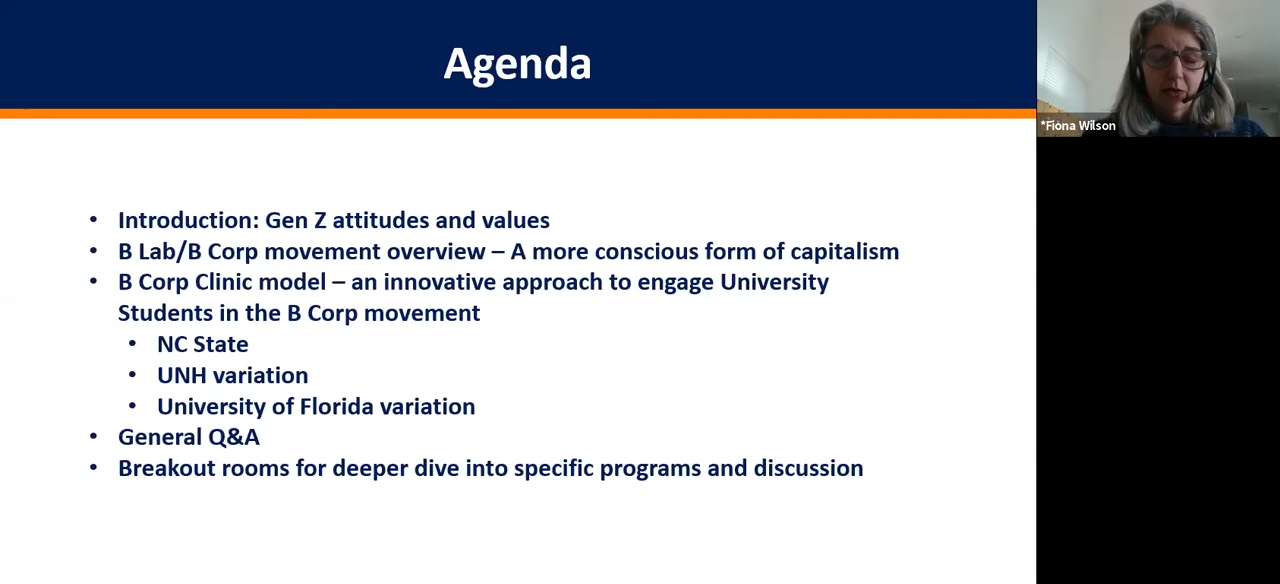 Agenda
*Fiona Wilson
• Introduction: Gen Z attitudes and values
• B Lab/B Corp movement overview – A more conscious form of capitalism
• B Corp Clinic model – an innovative approach to engage University
Students in the B Corp movement
• NC State
• UNH variation
• University of Florida variation
• General Q&A
• Breakout rooms for deeper dive into specific programs and discussion